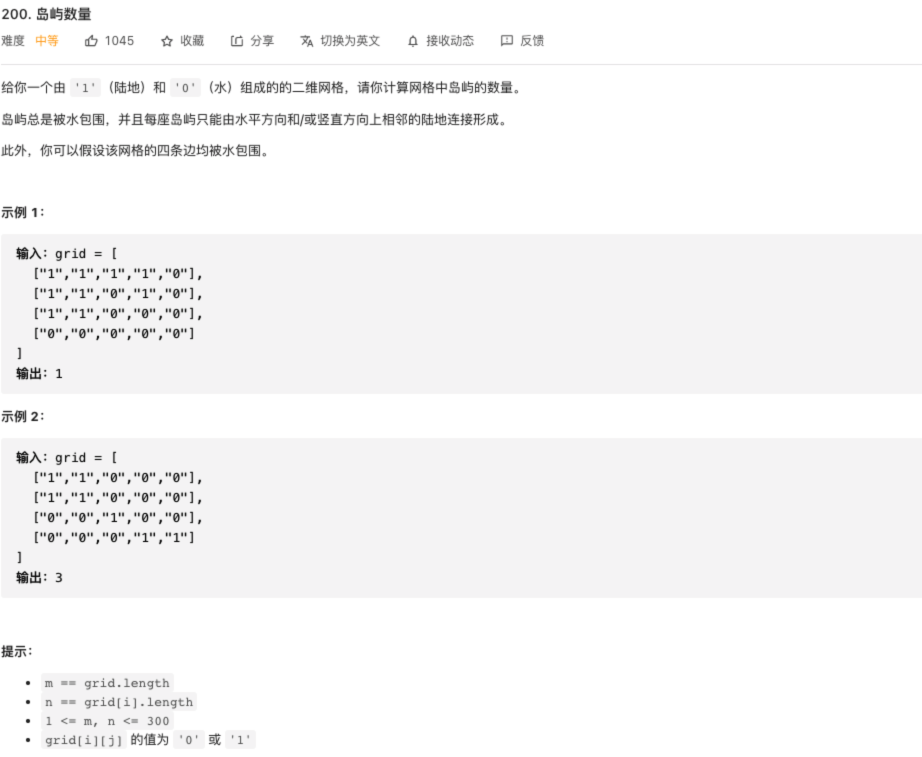 200. 岛屿数量
难度 中等 1045 收藏 分享 切换为英文 接收动态 反馈
给你一个由 '1' （陆地）和 '0' （水）组成的的二维网格，请你计算网格中岛屿的数量。
岛屿总是被水包围，并且每座岛屿只能由水平方向和/或竖直方向上相邻的陆地连接形成。
此外，你可以假设该网格的四条边均被水包围。
示例 1：
输入：grid = [
["1","1","1","1","0"],
["1","1","0","1","0"],
["1","1","0","0","0"],
["0","0","0","0","0"]
]
输出：1
示例 2：
输入：grid = [
["1","1","0","0","0"],
["1","1","0","0","0"],
["0","0","1","0","0"],
["0","0","0","1","1"]
]
输出：3
提示：
• m == grid.length
• n == grid[i].length
• 1 <= m, n <= 300
• grid[i][j] 的值为 '0' 或 '1'